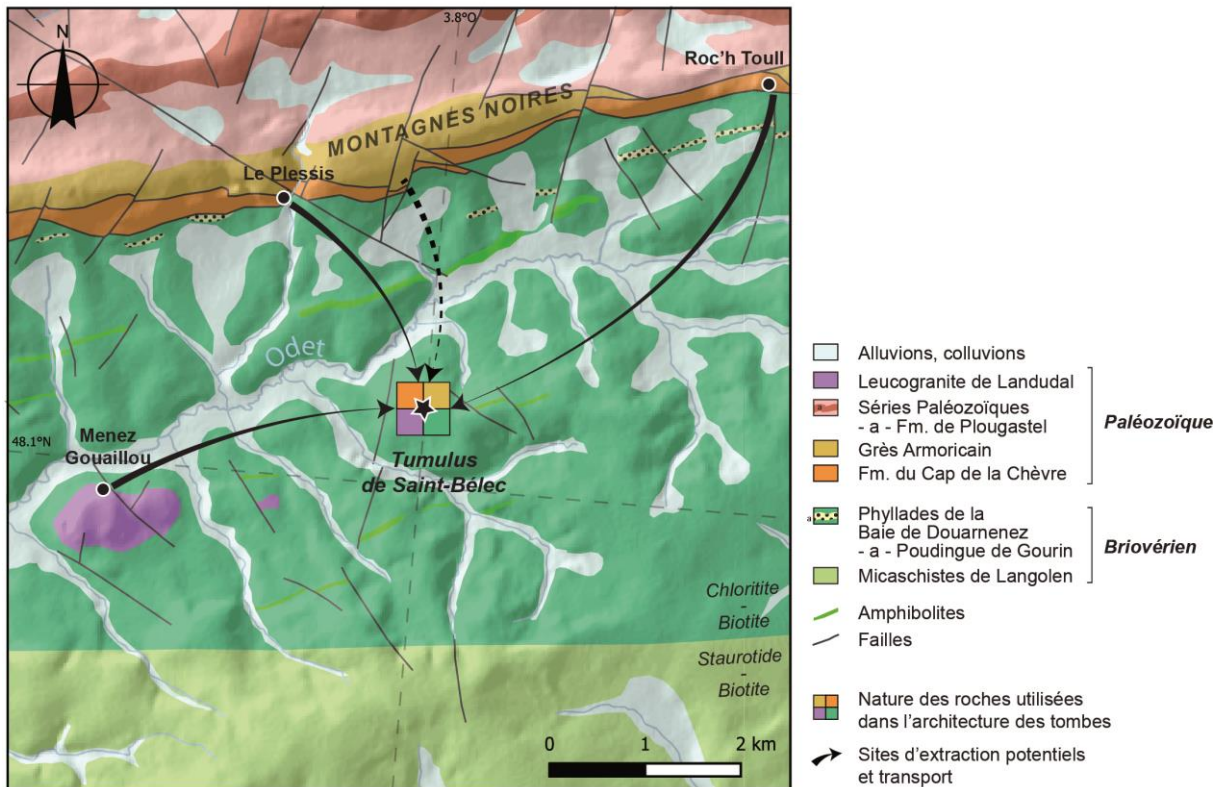 N
3.8°O
Roc'h Toull
MONTAGNES NOIRES
Le Plessis
Odet
48.1°N
Menez
Gouaillou
Tumulus
de Saint-Bélec
Chloritite
-
Biotite
Staurotide
-
Biotite
0 1 2 km
Alluvions, colluvions
Leucogranite de Landudal
Séries Paléozoïques
- a - Fm. de Plougastel
Grès Armoricain
Fm. du Cap de la Chèvre
Paléozoïque
a
Phyllades de la
Baie de Douarnenez
- a - Poudingue de Gourin
Micaschistes de Langolen
Briovérien
Amphibolites
Failles
Nature des roches utilisées
dans l'architecture des tombes
Sites d'extraction potentiels
et transport